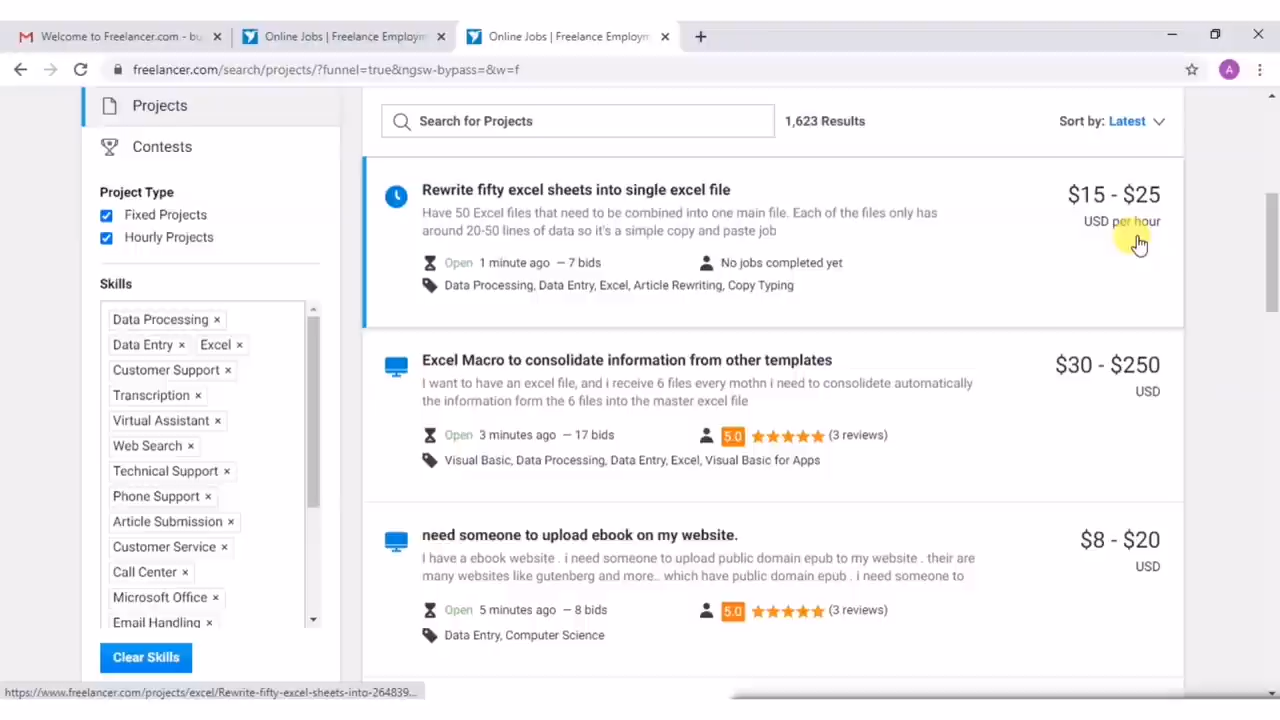 Welcome to Freelancer.com - bu
Online Jobs | Freelance Employm
Online Jobs | Freelance Employm
freelancer.com/search/projects/?funnel=true&ngsw-bypass=&w=f
A
Projects
Contests
Project Type
Fixed Projects
Hourly Projects
Skills
Data Processing ×
Data Entry × Excel ×
Customer Support ×
Transcription ×
Virtual Assistant ×
Web Search ×
Technical Support ×
Phone Support ×
Article Submission ×
Customer Service ×
Call Center ×
Microsoft Office ×
Email Handling ×
Clear Skills
Search for Projects 1,623 Results Sort by: Latest
Rewrite fifty excel sheets into single excel file $15 - $25
Have 50 Excel files that need to be combined into one main file. Each of the files only has USD per hour
around 20-50 lines of data so it's a simple copy and paste job
Open 1 minute ago – 7 bids No jobs completed yet
Data Processing, Data Entry, Excel, Article Rewriting, Copy Typing
Excel Macro to consolidate information from other templates $30 - $250
I want to have an excel file, and i receive 6 files every mothn i need to consolidete automatically USD
the information form the 6 files into the master excel file
Open 3 minutes ago – 17 bids 5.0 (3 reviews)
Visual Basic, Data Processing, Data Entry, Excel, Visual Basic for Apps
need someone to upload ebook on my website. $8 - $20
I have a ebook website . i need someone to upload public domain epub to my website . their are USD
many websites like gutenberg and more.. which have public domain epub . i need someone to
Open 5 minutes ago – 8 bids 5.0 (3 reviews)
Data Entry, Computer Science
https://www.freelancer.com/projects/excel/Rewrite-fifty-excel-sheets-into-264839...